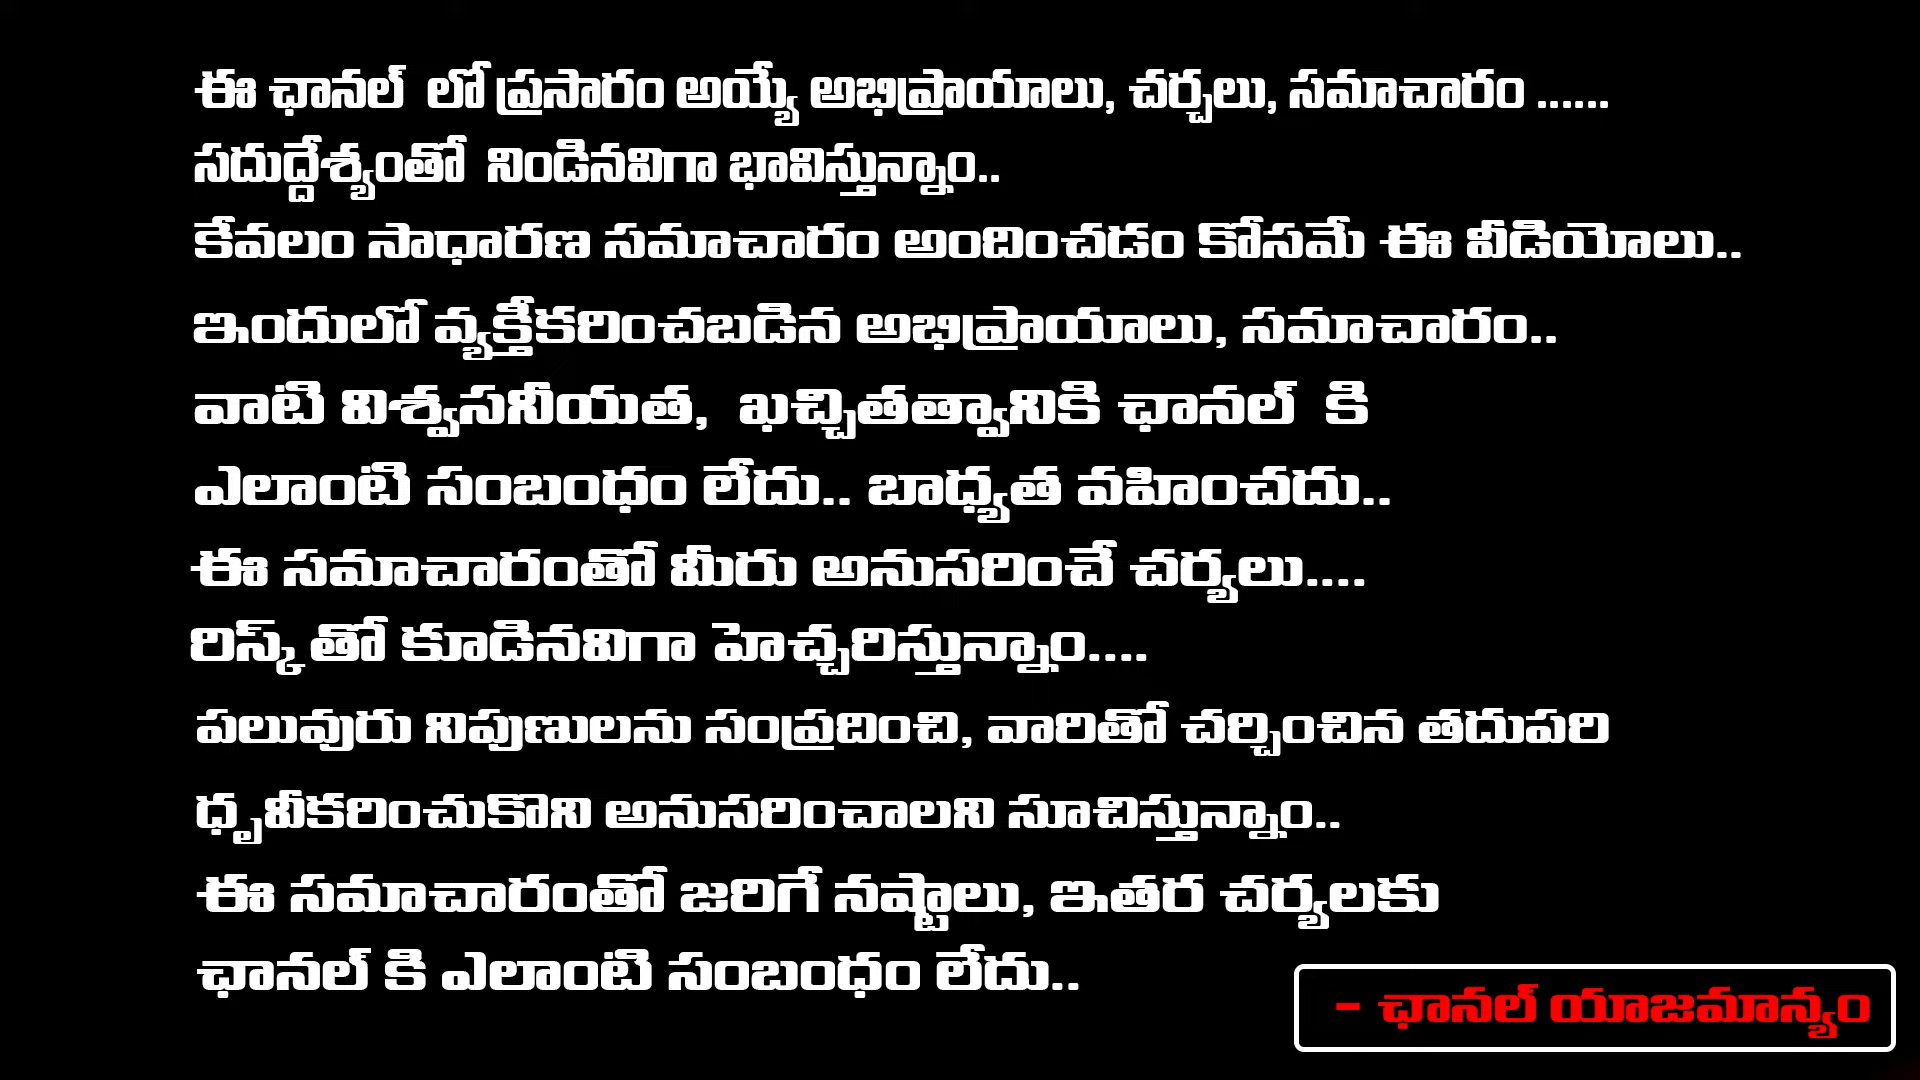 ఈ ఛానల్ లో ప్రసారం అయ్యే అభిప్రాయాలు, చర్చలు, సమాచారం ......
సదుద్దేశ్యంతో నిండినవిగా భావిస్తున్నాం..
కేవలం సాధారణ సమాచారం అందించడం కోసమే ఈ వీడియోలు..
ఇందులో వ్యక్తీకరించబడిన అభిప్రాయాలు, సమాచారం..
వాటి విశ్వసనీయత, ఖచ్చితత్వానికి ఛానల్ కి
ఎలాంటి సంబంధం లేదు.. బాధ్యత వహించదు..
ఈ సమాచారంతో మీరు అనుసరించే చర్యలు....
రిస్క్ తో కూడినవిగా హెచ్చరిస్తున్నాం....
పలువురు నిపుణులను సంప్రదించి, వారితో చర్చించిన తదుపరి
ధృవీకరించుకొని అనుసరించాలని సూచిస్తున్నాం..
ఈ సమాచారంతో జరిగే నష్టాలు, ఇతర చర్యలకు
ఛానల్ కి ఎలాంటి సంబంధం లేదు..
- ఛానల్ యాజమాన్యం